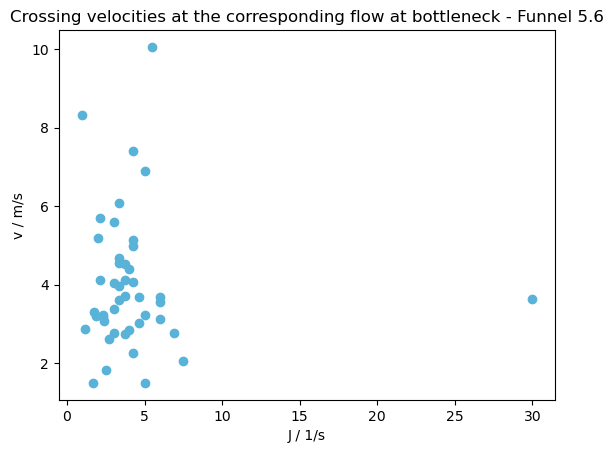 Crossing velocities at the corresponding flow at bottleneck - Funnel 5.6
10
8
6
4
2
v / m/s
0 5 10 15 20 25 30
J / 1/s